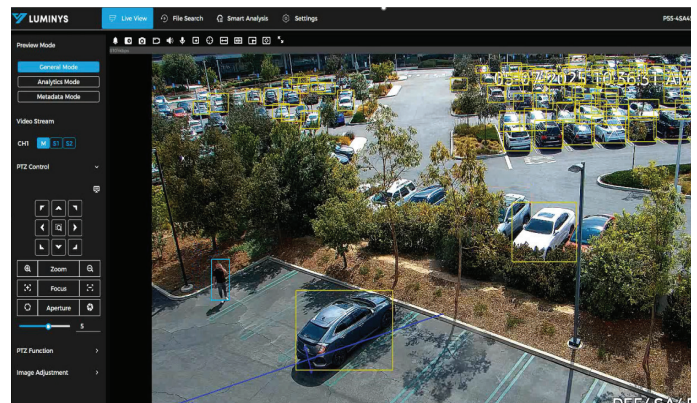 LUMINYS
Live View
File Search
Smart Analysis
Settings
Preview Mode
General Mode
Analytics Mode
Metadata Mode
05-07-2025 10:36:31 AM
Video Stream
CH1 M S1 S2
PTZ Control
Zoom
Focus
Aperture
5
PTZ Function
Image Adjustment